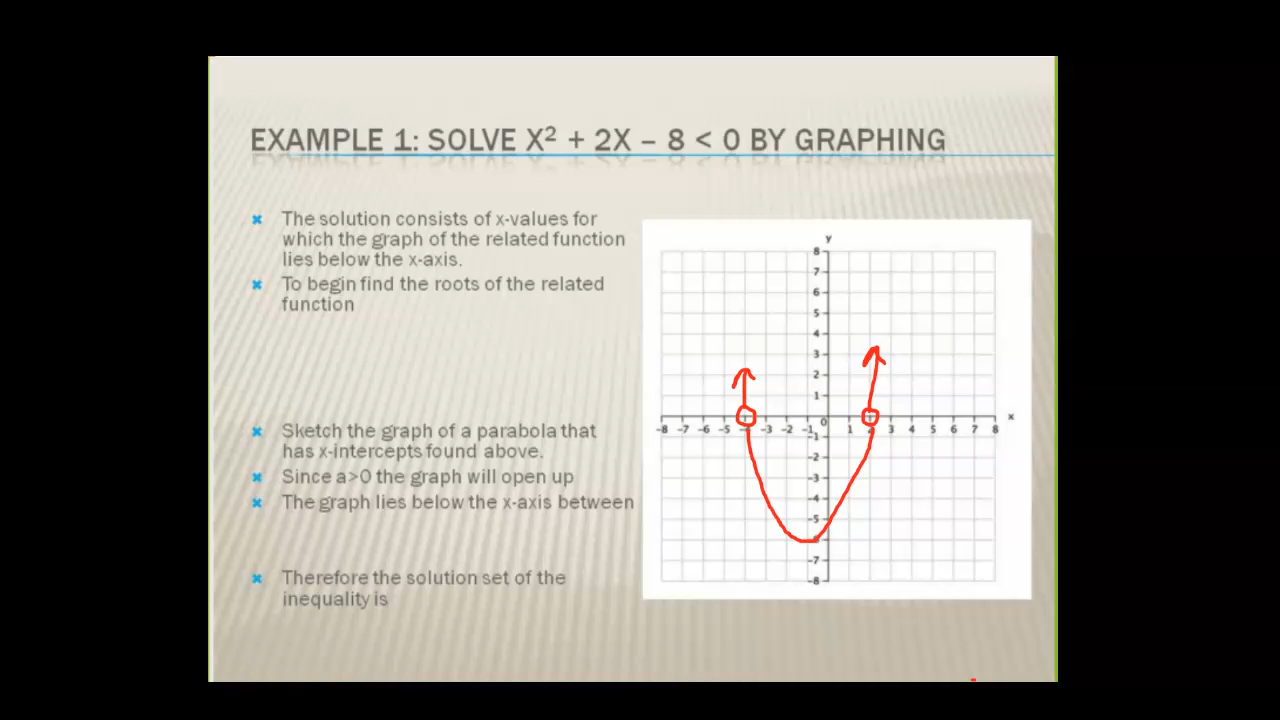 EXAMPLE 1: SOLVE X² + 2X – 8 < 0 BY GRAPHING
The solution consists of x-values for
which the graph of the related function
lies below the x-axis.
To begin find the roots of the related
function
Sketch the graph of a parabola that
has x-intercepts found above.
Since a>0 the graph will open up
The graph lies below the x-axis between
Therefore the solution set of the
inequality is
y
8
7
6
5
4
3
2
1
-8 -7 -6 -5 -4 -3 -2 -1 0 1 2 3 4 5 6 7 8 x
-1
-2
-3
-4
-5
-6
-7
-8